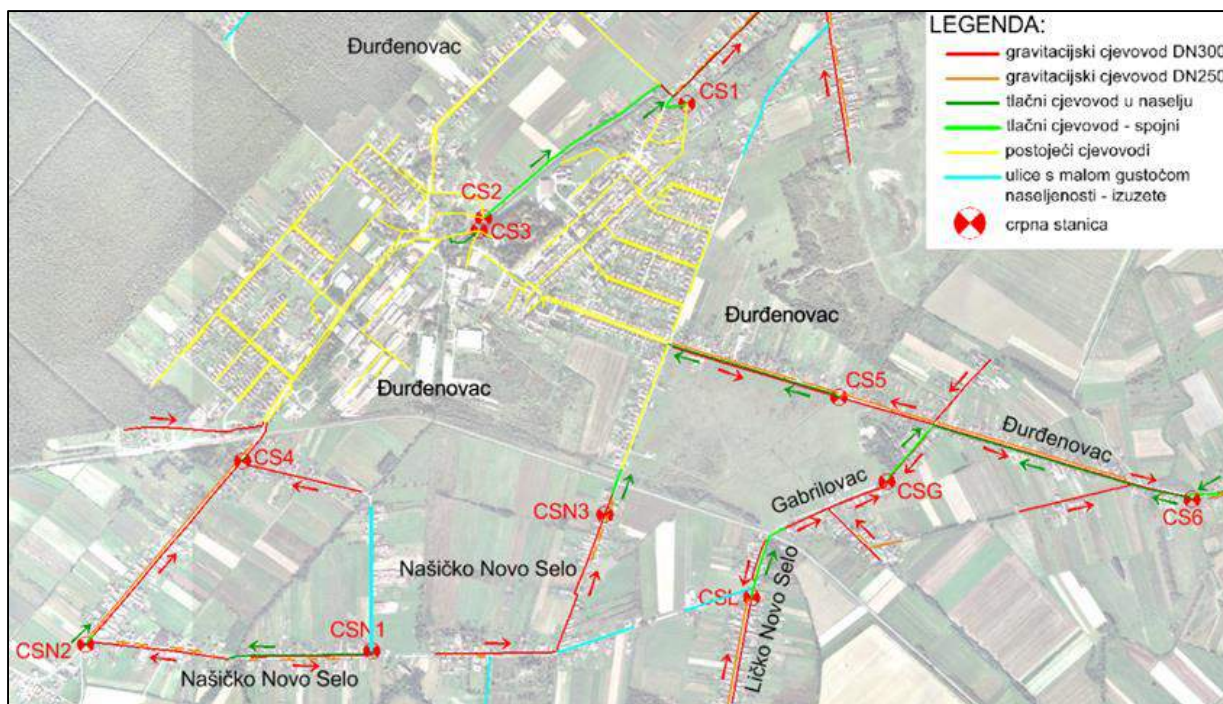 LEGENDA:
gravitacijski cjevovod DN300
gravitacijski cjevovod DN250
tlačni cjevovod u naselju
tlačni cjevovod - spojni
postojeći cjevovodi
ulice s malom gustoćom
naseljenosti - izuzete
crpna stanica
Đurđenovac
CS1
CS2
CS3
Đurđenovac
Đurđenovac
CS5
Đurđenovac
CS4
Gabrilovac
CSG
CS6
CSN3
Našičko Novo Selo
CSL
Ličko Novo Selo
CSN2
CSN1
Našičko Novo Selo